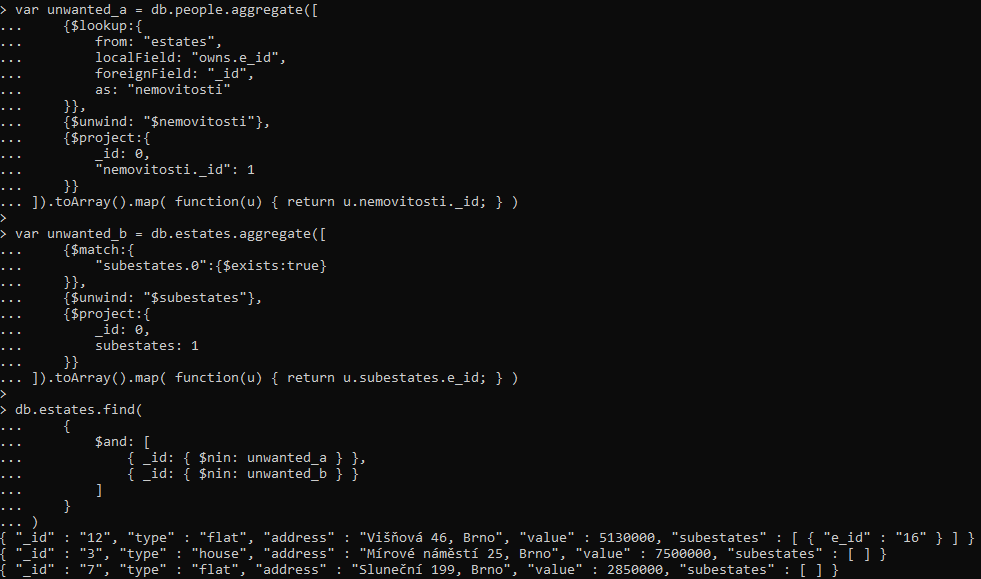 > var unwanted_a = db.people.aggregate([
...     {$lookup:{
...         from: "estates",
...         localField: "owns.e_id",
...         foreignField: "_id",
...         as: "nemovitosti"
...     }},
...     {$unwind: "$nemovitosti"},
...     {$project:{
...         _id: 0,
...         "nemovitosti._id": 1
...     }}
... ]).toArray().map( function(u) { return u.nemovitosti._id; } )
>
> var unwanted_b = db.estates.aggregate([
...     {$match:{
...         "subestates.0":{$exists:true}
...     }},
...     {$unwind: "$subestates"},
...     {$project:{
...         _id: 0,
...         subestates: 1
...     }}
... ]).toArray().map( function(u) { return u.subestates.e_id; } )
>
> db.estates.find(
...     {
...         $and: [
...             { _id: { $nin: unwanted_a } },
...             { _id: { $nin: unwanted_b } }
...         ]
...     }
... )
{ "_id" : "12", "type" : "flat", "address" : "Višňová 46, Brno", "value" : 5130000, "subestates" : [ { "e_id" : "16" } ] }
{ "_id" : "3", "type" : "house", "address" : "Mírové náměstí 25, Brno", "value" : 7500000, "subestates" : [ ] }
{ "_id" : "7", "type" : "flat", "address" : "Sluneční 199, Brno", "value" : 2850000, "subestates" : [ ] }